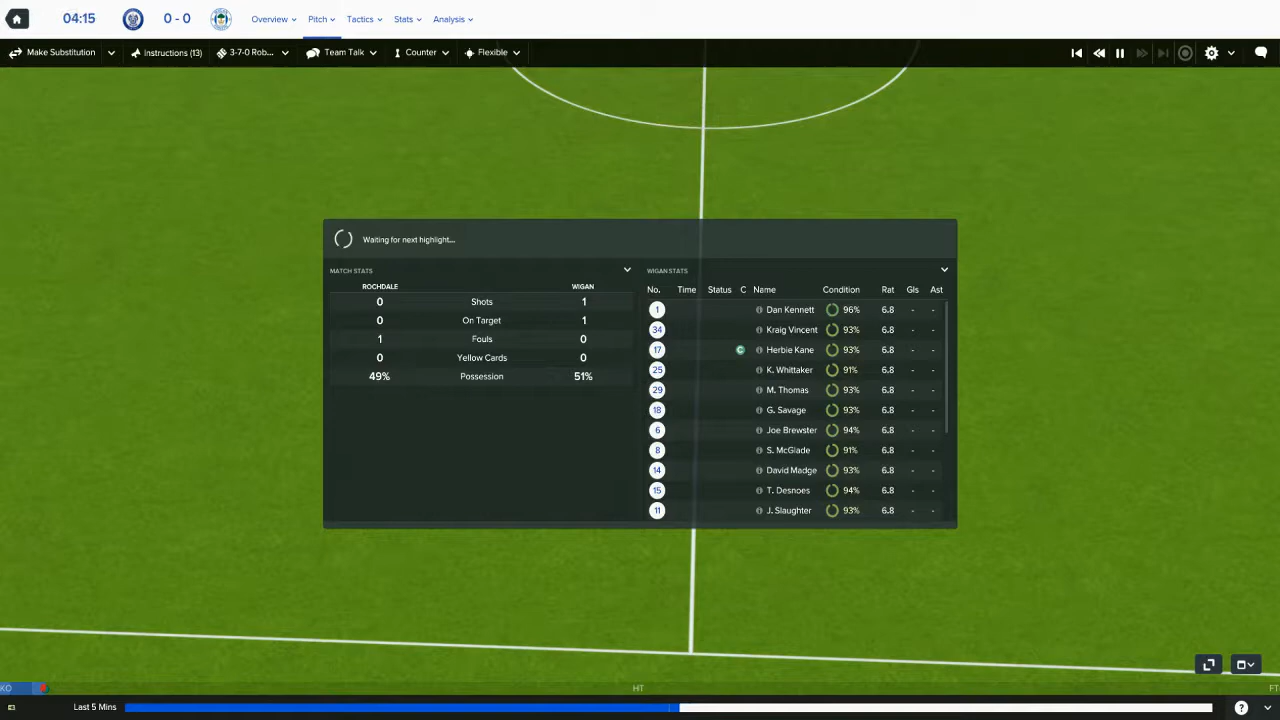 04:15 0 - 0 Overview Pitch Tactics Stats Analysis
Make Substitution Instructions (13) 3-7-0 Rob... Team Talk Counter Flexible
Waiting for next highlight...
MATCH STATS
ROCHDALE WIGAN
0 Shots 1
0 On Target 1
1 Fouls 0
0 Yellow Cards 0
49% Possession 51%
WIGAN STATS
No. Time Status C Name Condition Rat Gls Ast
1 Dan Kennett 96% 6.8 - -
34 Kraig Vincent 93% 6.8 - -
17 C Herbie Kane 93% 6.8 - -
25 K. Whittaker 91% 6.8 - -
29 M. Thomas 93% 6.8 - -
18 G. Savage 93% 6.8 - -
6 Joe Brewster 94% 6.8 - -
8 S. McGlade 91% 6.8 - -
14 David Madge 93% 6.8 - -
15 T. Desnoes 94% 6.8 - -
11 J. Slaughter 93% 6.8 - -
KO HT FT
Last 5 Mins ?